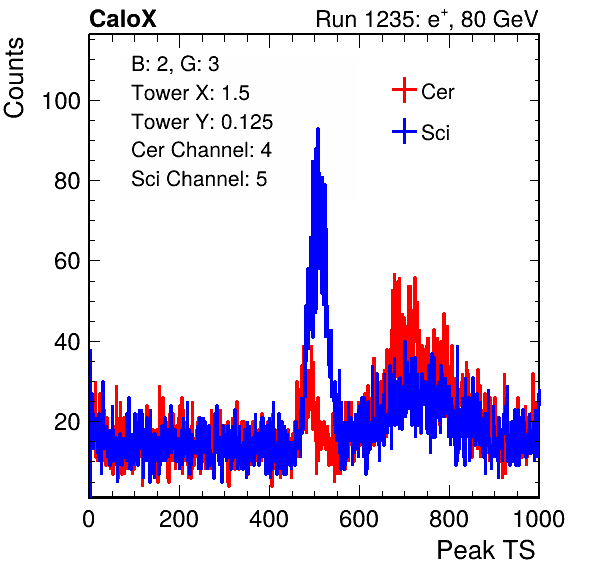 CaloX Run 1235: e⁺, 80 GeV
Counts
B: 2, G: 3
Tower X: 1.5
Tower Y: 0.125
Cer Channel: 4
Sci Channel: 5
Cer
Sci
100
80
60
40
20
0 200 400 600 800 1000
Peak TS